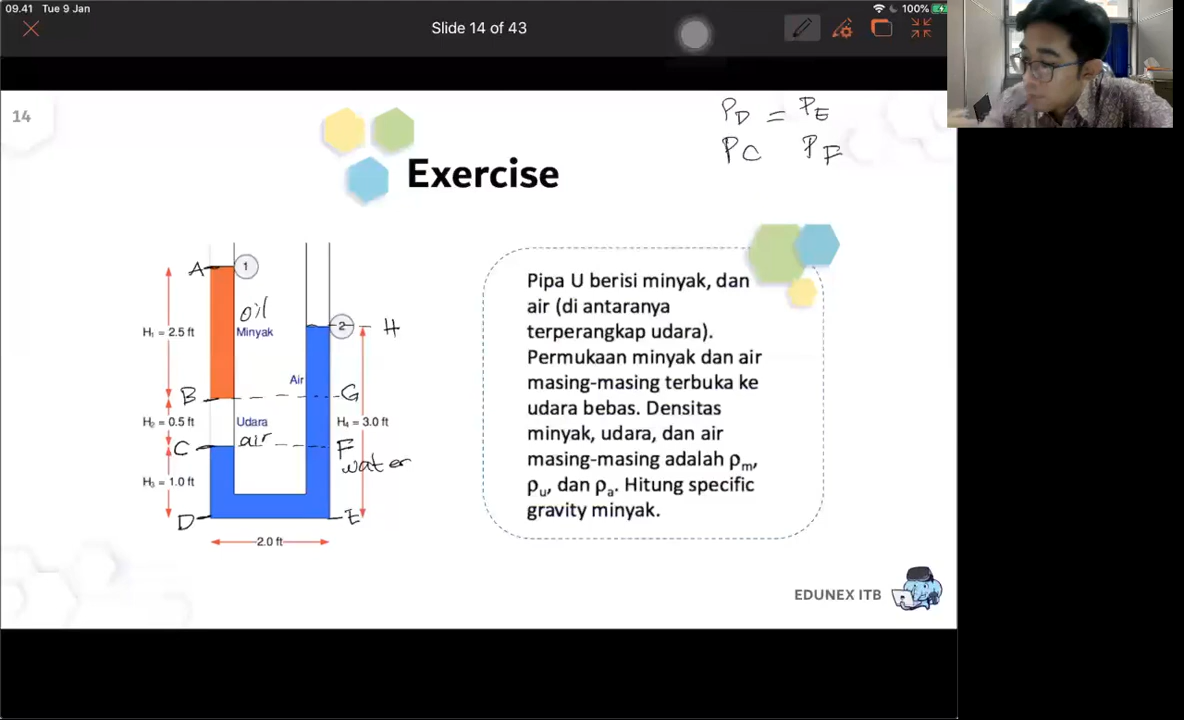 09.41 Tue 9 Jan
100%
Slide 14 of 43
14
P_D = P_E
P_C P_F
Exercise
A
1
oil
H₁ = 2.5 ft
Minyak
2
H
Air
B
G
H₂ = 0.5 ft
Udara
H₄ = 3.0 ft
C
air
F
water
H₃ = 1.0 ft
D
E
2.0 ft
Pipa U berisi minyak, dan
air (di antaranya
terperangkap udara).
Permukaan minyak dan air
masing-masing terbuka ke
udara bebas. Densitas
minyak, udara, dan air
masing-masing adalah ρm,
ρu, dan ρa. Hitung specific
gravity minyak.
EDUNEX ITB